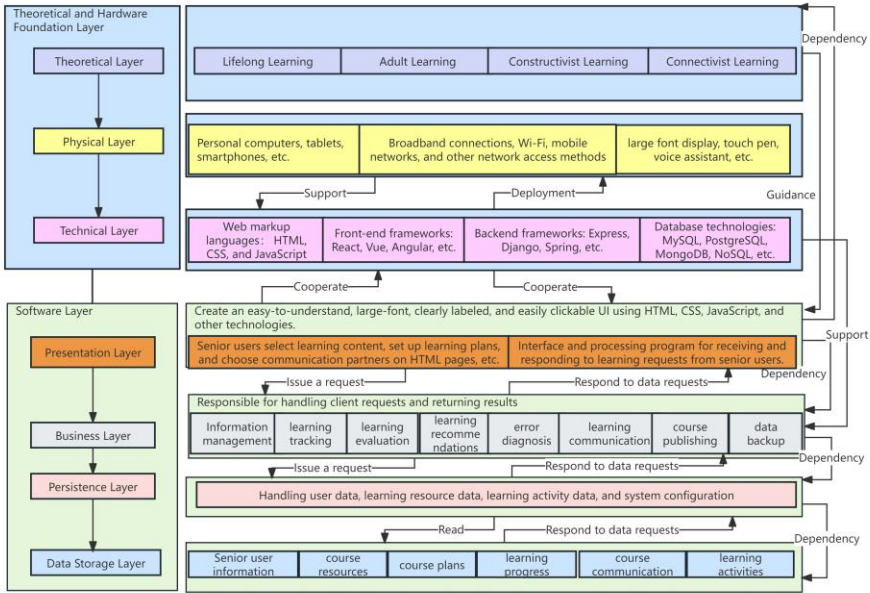 Theoretical and Hardware
Foundation Layer
Theoretical Layer
Physical Layer
Technical Layer
Software Layer
Presentation Layer
Business Layer
Persistence Layer
Data Storage Layer
Dependency
Lifelong Learning
Adult Learning
Constructivist Learning
Connectivist Learning
Personal computers, tablets,
smartphones, etc.
Broadband connections, Wi-Fi, mobile
networks, and other network access methods
large font display, touch pen,
voice assistant, etc.
Support
Deployment
Guidance
Web markup
languages: HTML,
CSS, and JavaScript
Front-end frameworks:
React, Vue, Angular, etc.
Backend frameworks: Express,
Django, Spring, etc.
Database technologies:
MySQL, PostgreSQL,
MongoDB, NoSQL, etc.
Cooperate
Cooperate
Create an easy-to-understand, large-font, clearly labeled, and easily clickable UI using HTML, CSS, JavaScript, and
other technologies.
Senior users select learning content, set up learning plans,
and choose communication partners on HTML pages, etc.
Interface and processing program for receiving and
responding to learning requests from senior users.
Support
Issue a request
Respond to data requests
Dependency
Responsible for handling client requests and returning results
Information
management
learning
tracking
learning
evaluation
learning
recomme
ndations
error
diagnosis
learning
communication
course
publishing
data
backup
Issue a request
Respond to data requests
Dependency
Handling user data, learning resource data, learning activity data, and system configuration
Read
Respond to data requests
Dependency
Senior user
information
course
resources
course plans
learning
progress
course
communication
learning
activities